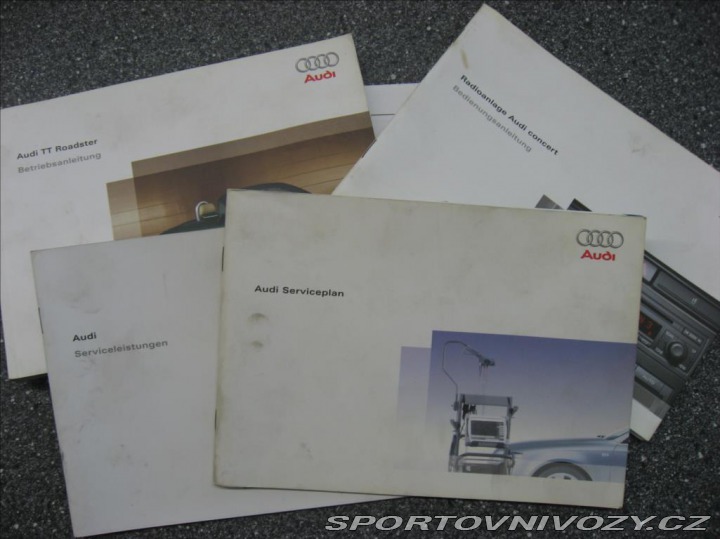 Audi
Audi TT Roadster
Betriebsanleitung
Radioanlage Audi concert
Bedienungsanleitung
Audi
Audi Serviceplan
Audi
Serviceleistungen
SPORTOVNIVOZY.CZ